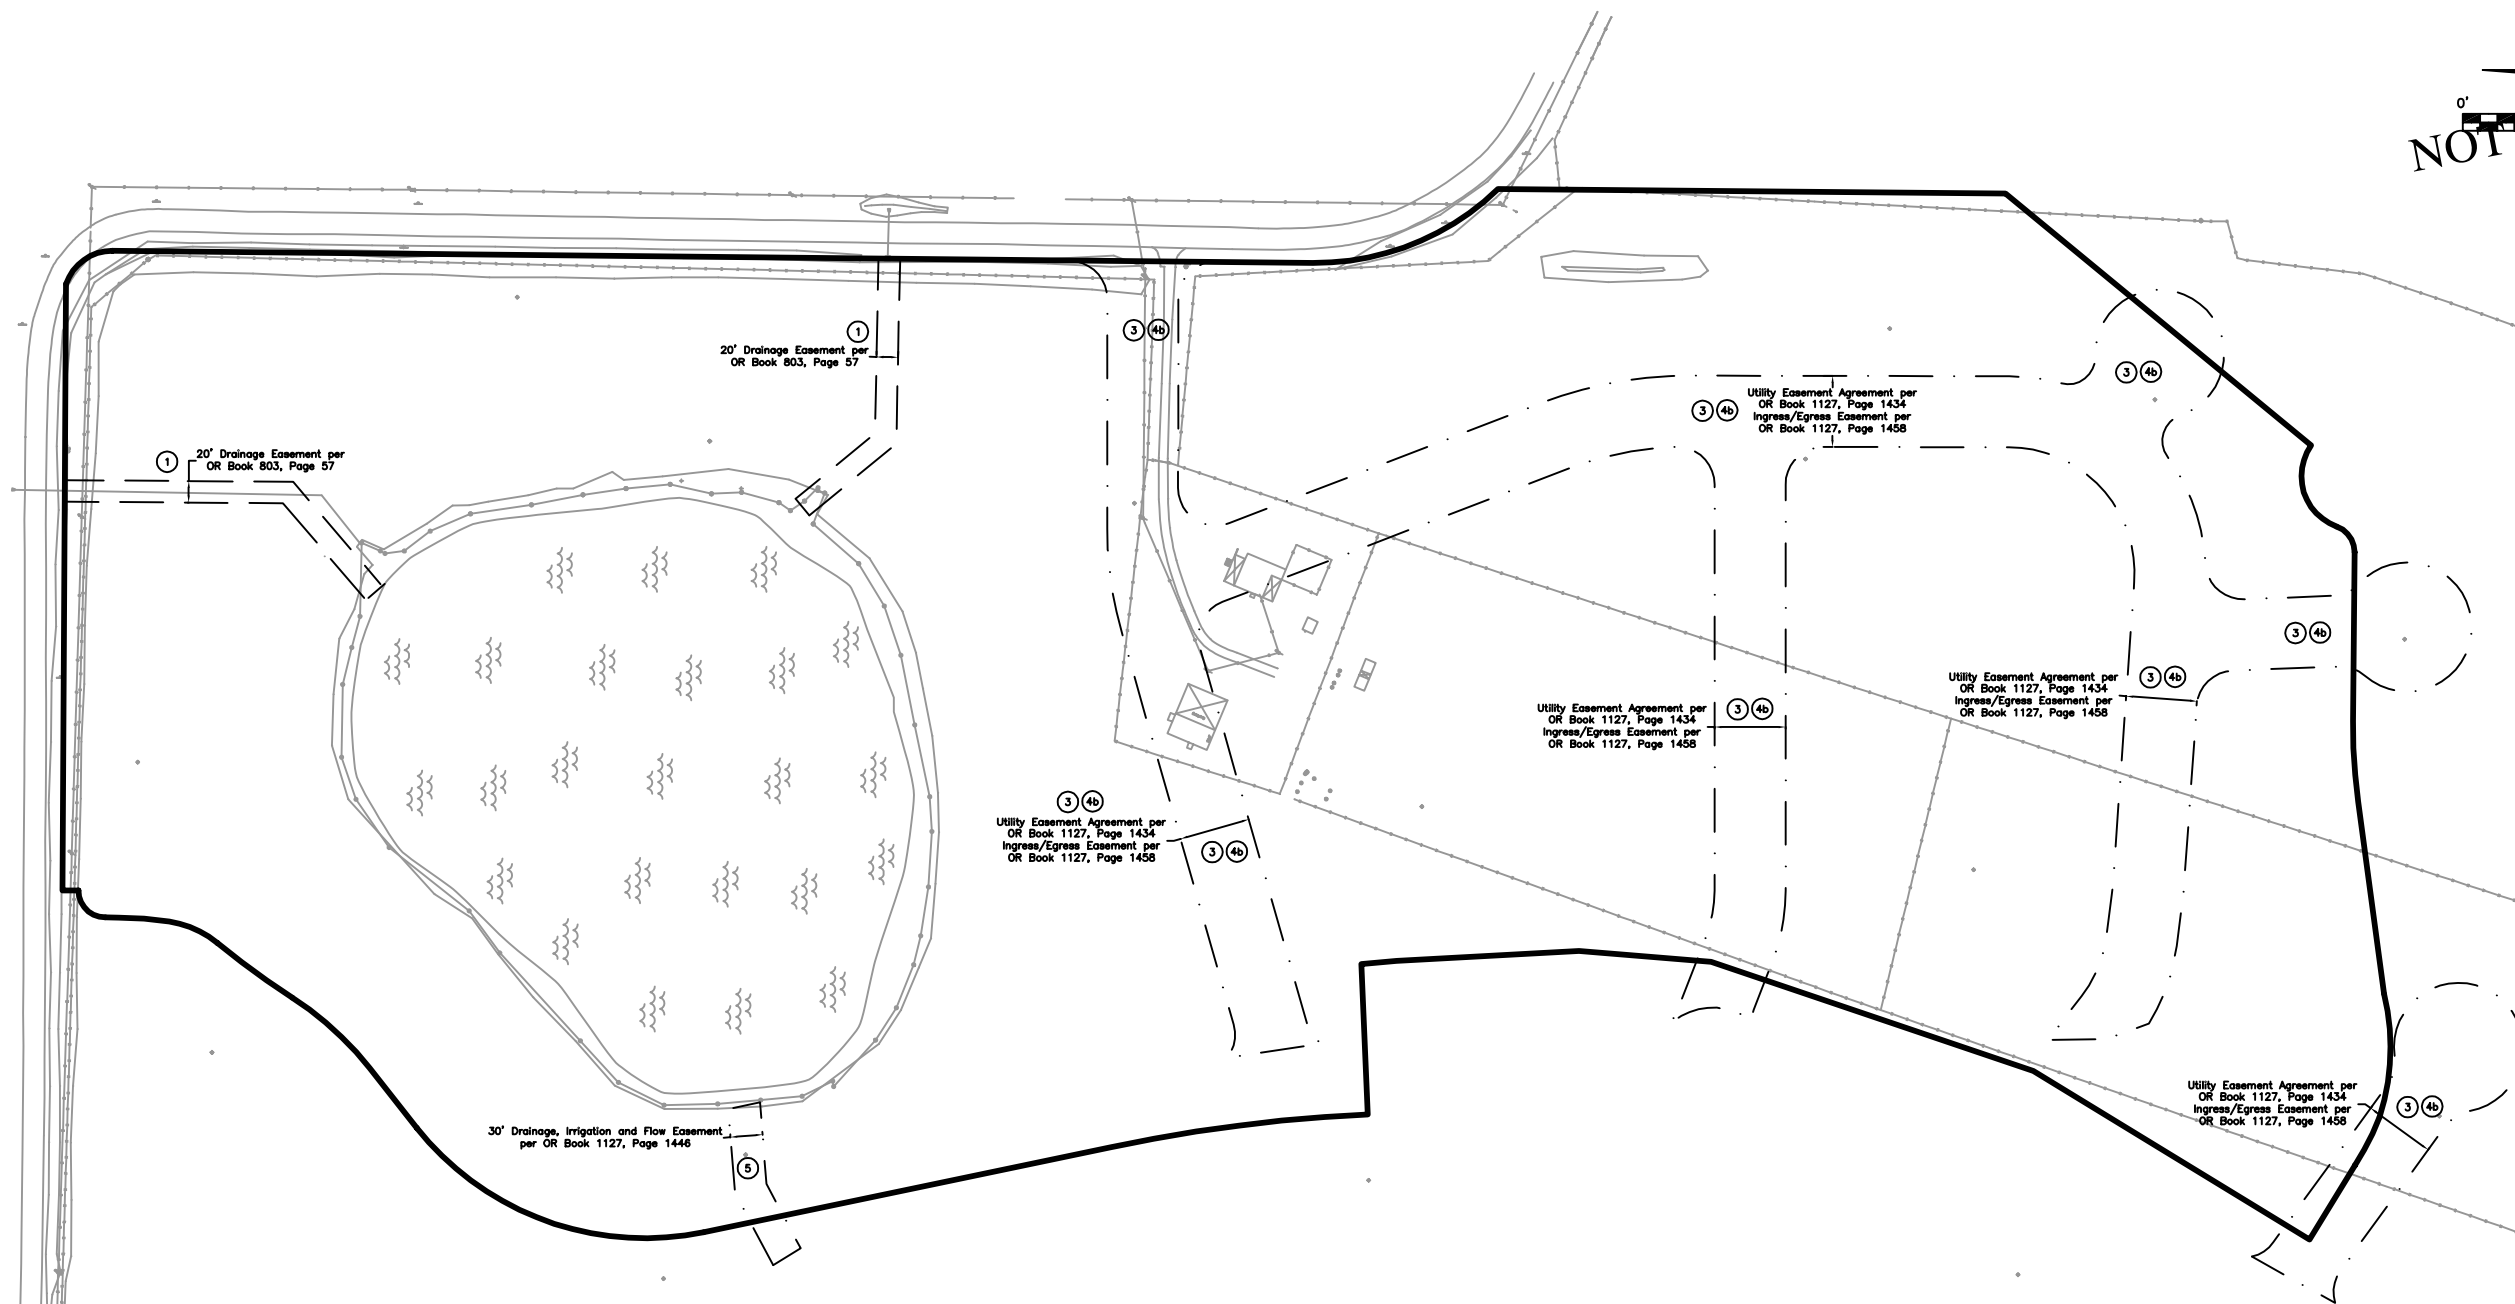 0'
NOT
1
20' Drainage Easement per
OR Book 803, Page 57
3 4b
3 4b
Utility Easement Agreement per
OR Book 1127, Page 1434
Ingress/Egress Easement per
OR Book 1127, Page 1458
3 4b
1
20' Drainage Easement per
OR Book 803, Page 57
3 4b
Utility Easement Agreement per
OR Book 1127, Page 1434
Ingress/Egress Easement per
OR Book 1127, Page 1458
3 4b
Utility Easement Agreement per
OR Book 1127, Page 1434
Ingress/Egress Easement per
OR Book 1127, Page 1458
3 4b
3 4b
Utility Easement Agreement per
OR Book 1127, Page 1434
Ingress/Egress Easement per
OR Book 1127, Page 1458
3 4b
Utility Easement Agreement per
OR Book 1127, Page 1434
Ingress/Egress Easement per
OR Book 1127, Page 1458
3 4b
30' Drainage, Irrigation and Flow Easement
per OR Book 1127, Page 1446
5